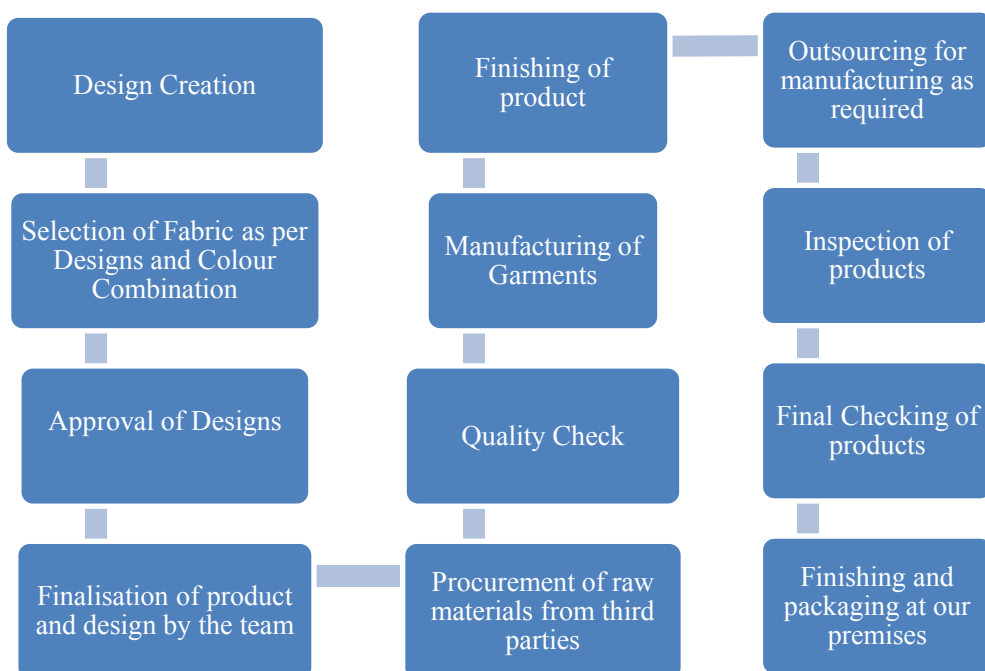 Design Creation
Selection of Fabric as per
Designs and Colour
Combination
Approval of Designs
Finalisation of product
and design by the team
Procurement of raw
materials from third
parties
Quality Check
Manufacturing of
Garments
Finishing of
product
Outsourcing for
manufacturing as
required
Inspection of
products
Final Checking of
products
Finishing and
packaging at our
premises